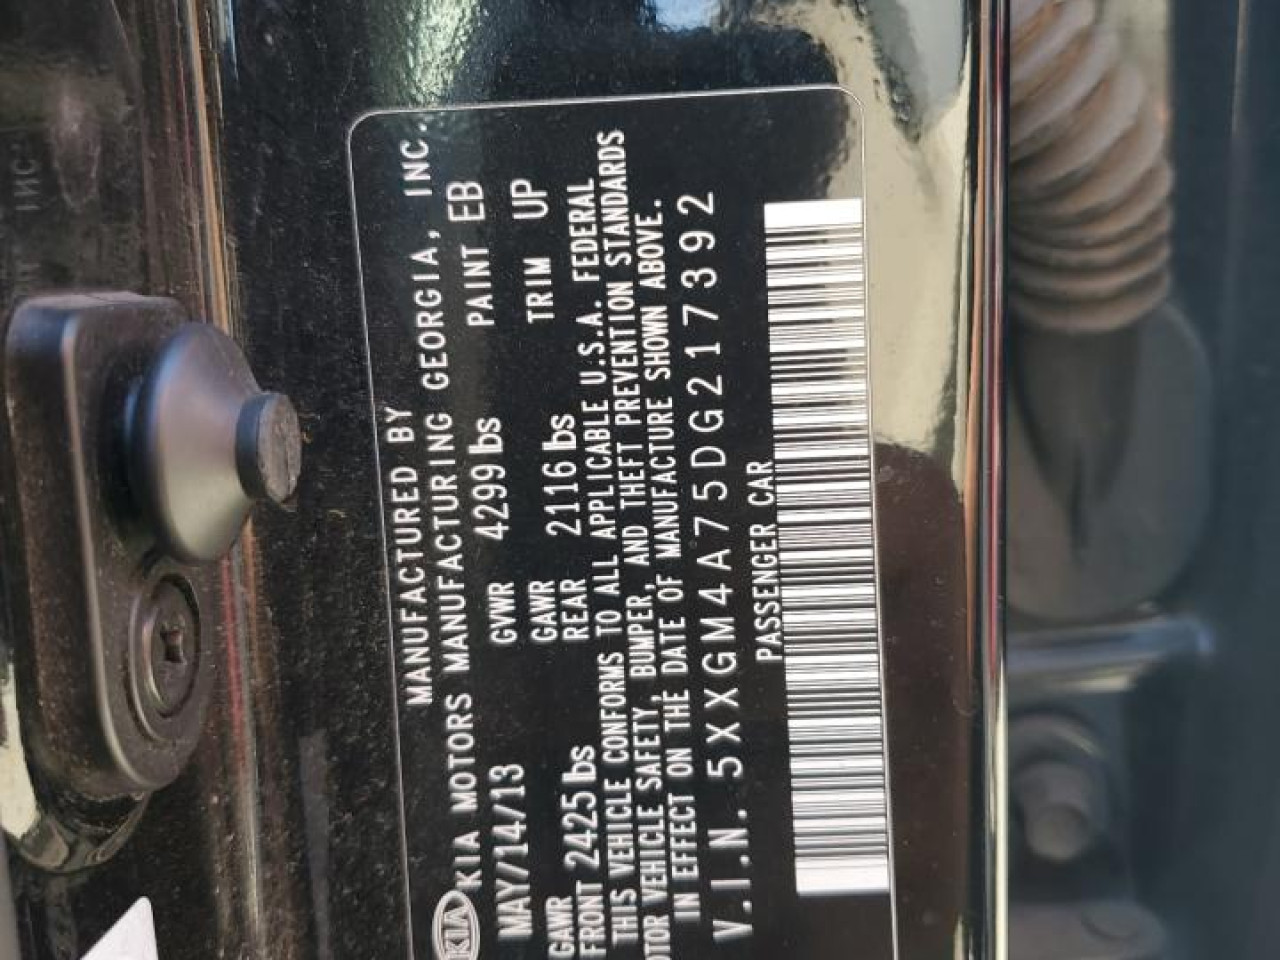 MANUFACTURED BY
KIA KIA MOTORS MANUFACTURING GEORGIA, INC.
MAY/14/13 GVWR 4299 lbs PAINT EB
GAWR FRONT 2425 lbs GAWR REAR 2116 lbs TRIM UP
THIS VEHICLE CONFORMS TO ALL APPLICABLE U.S.A. FEDERAL
VEHICLE SAFETY, BUMPER, AND THEFT PREVENTION STANDARDS
IN EFFECT ON THE DATE OF MANUFACTURE SHOWN ABOVE.
V.I.N. 5XXGM4A75DG217392
PASSENGER CAR